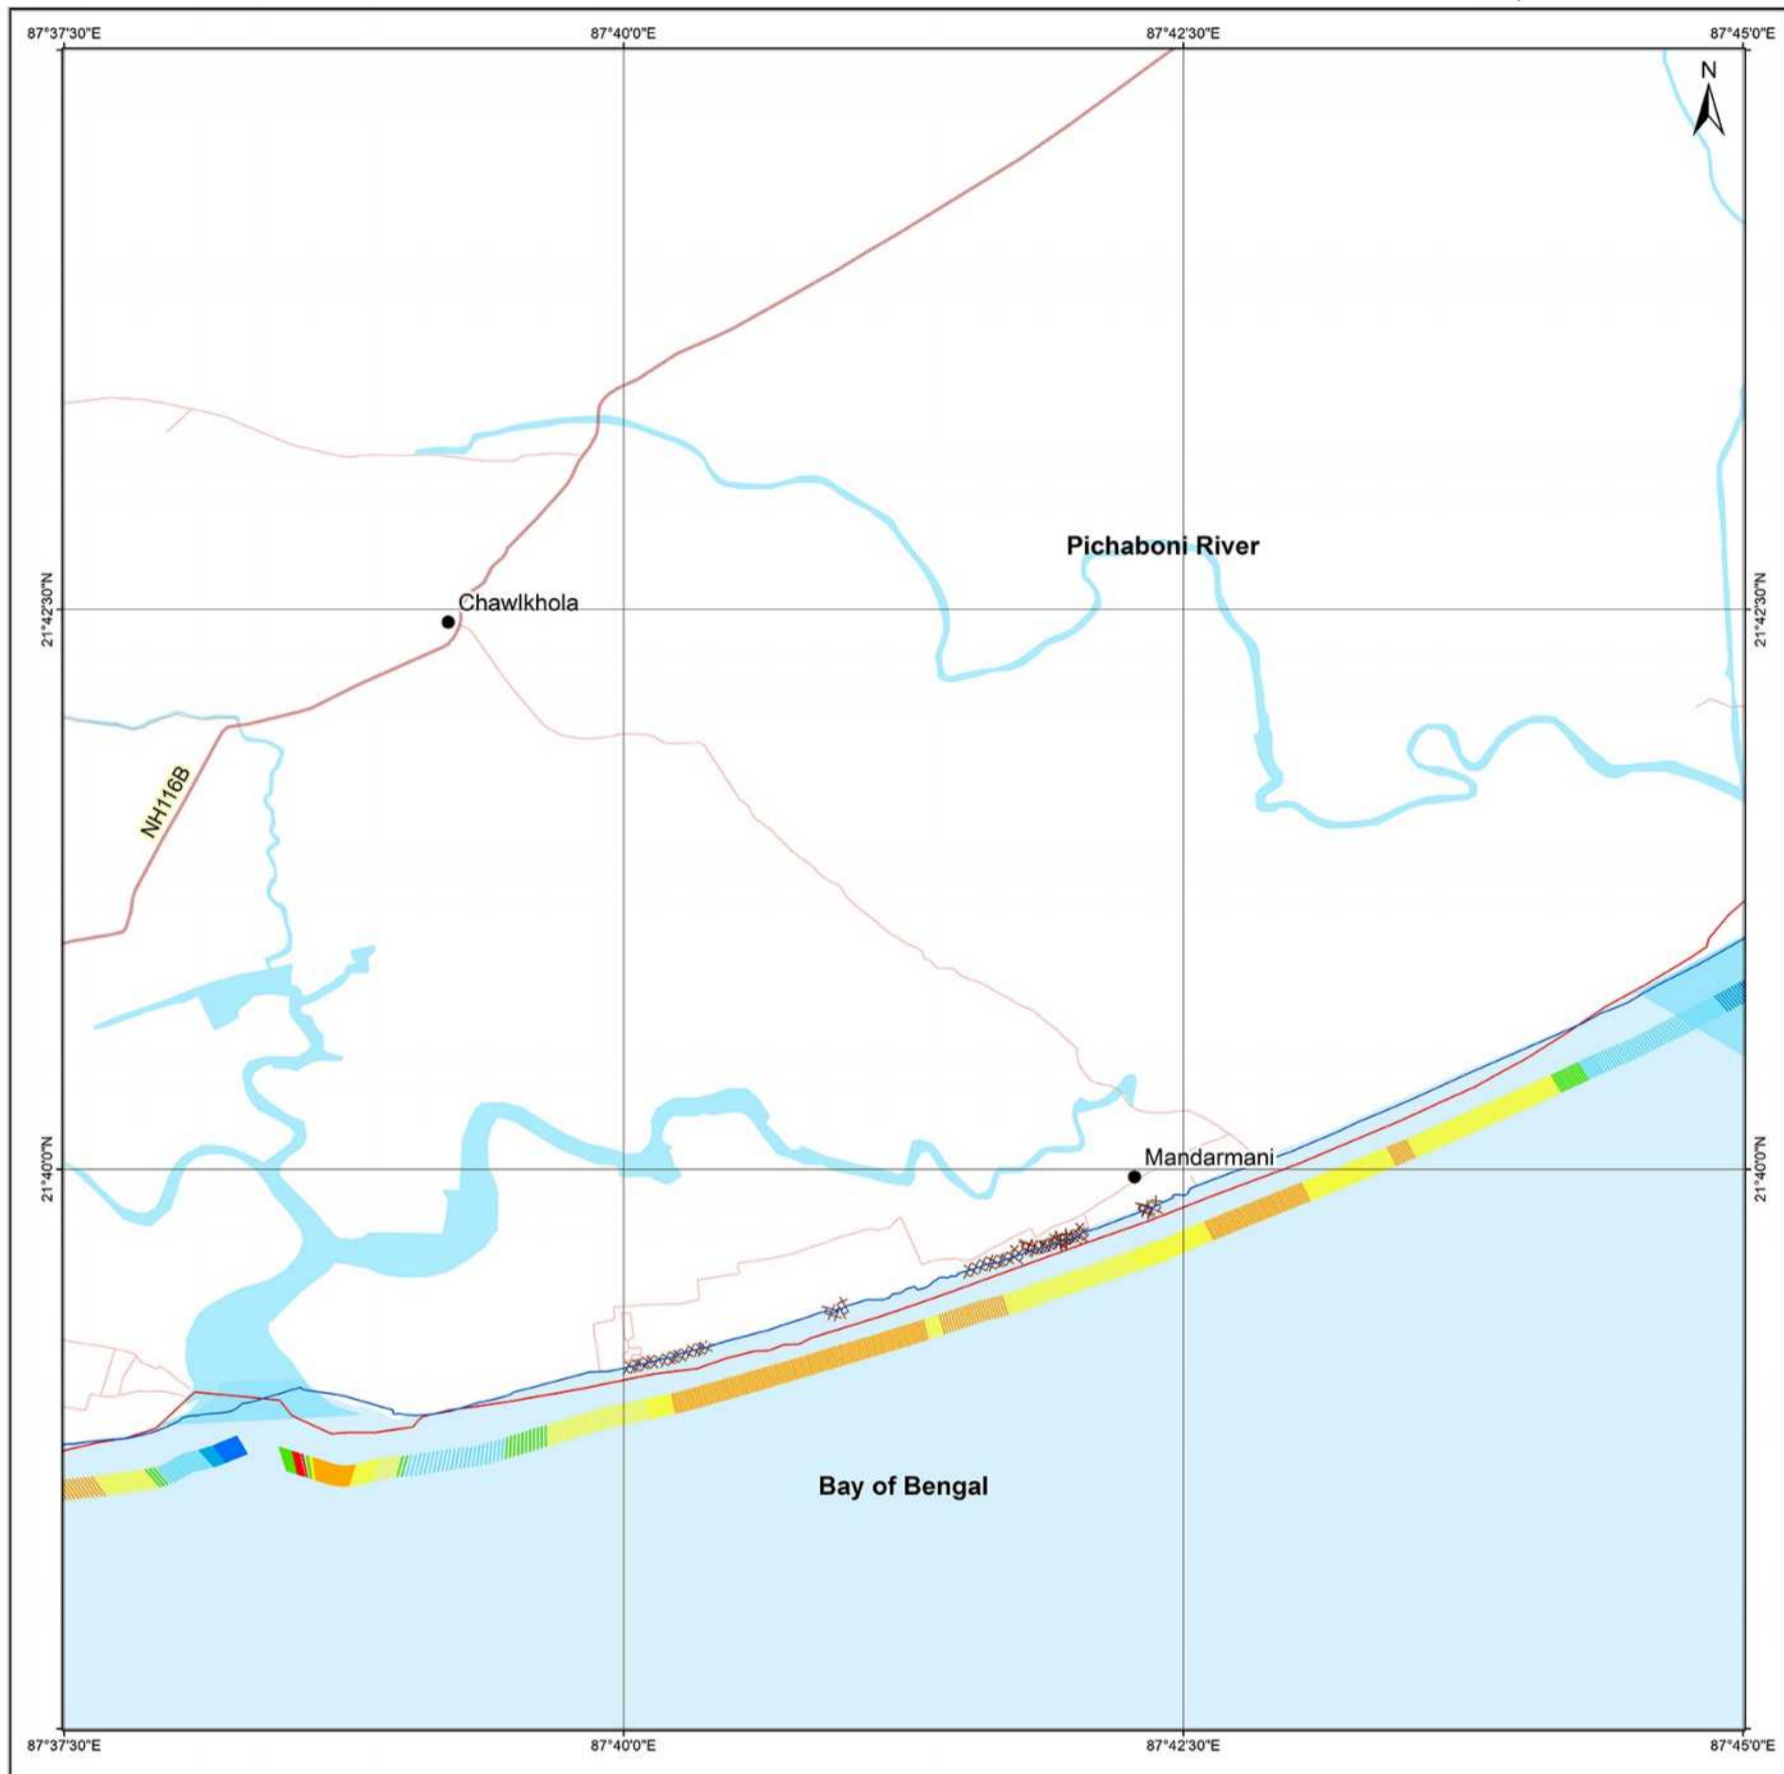 87°37'30"E 87°40'0"E 87°42'30"E 87°45'0"E
N
Pichaboni River
21°42'30"N Chawlkhola 21°42'30"N
NH116B
21°40'0"N Mandarmani 21°40'0"N
Bay of Bengal
87°37'30"E 87°40'0"E 87°42'30"E 87°45'0"E